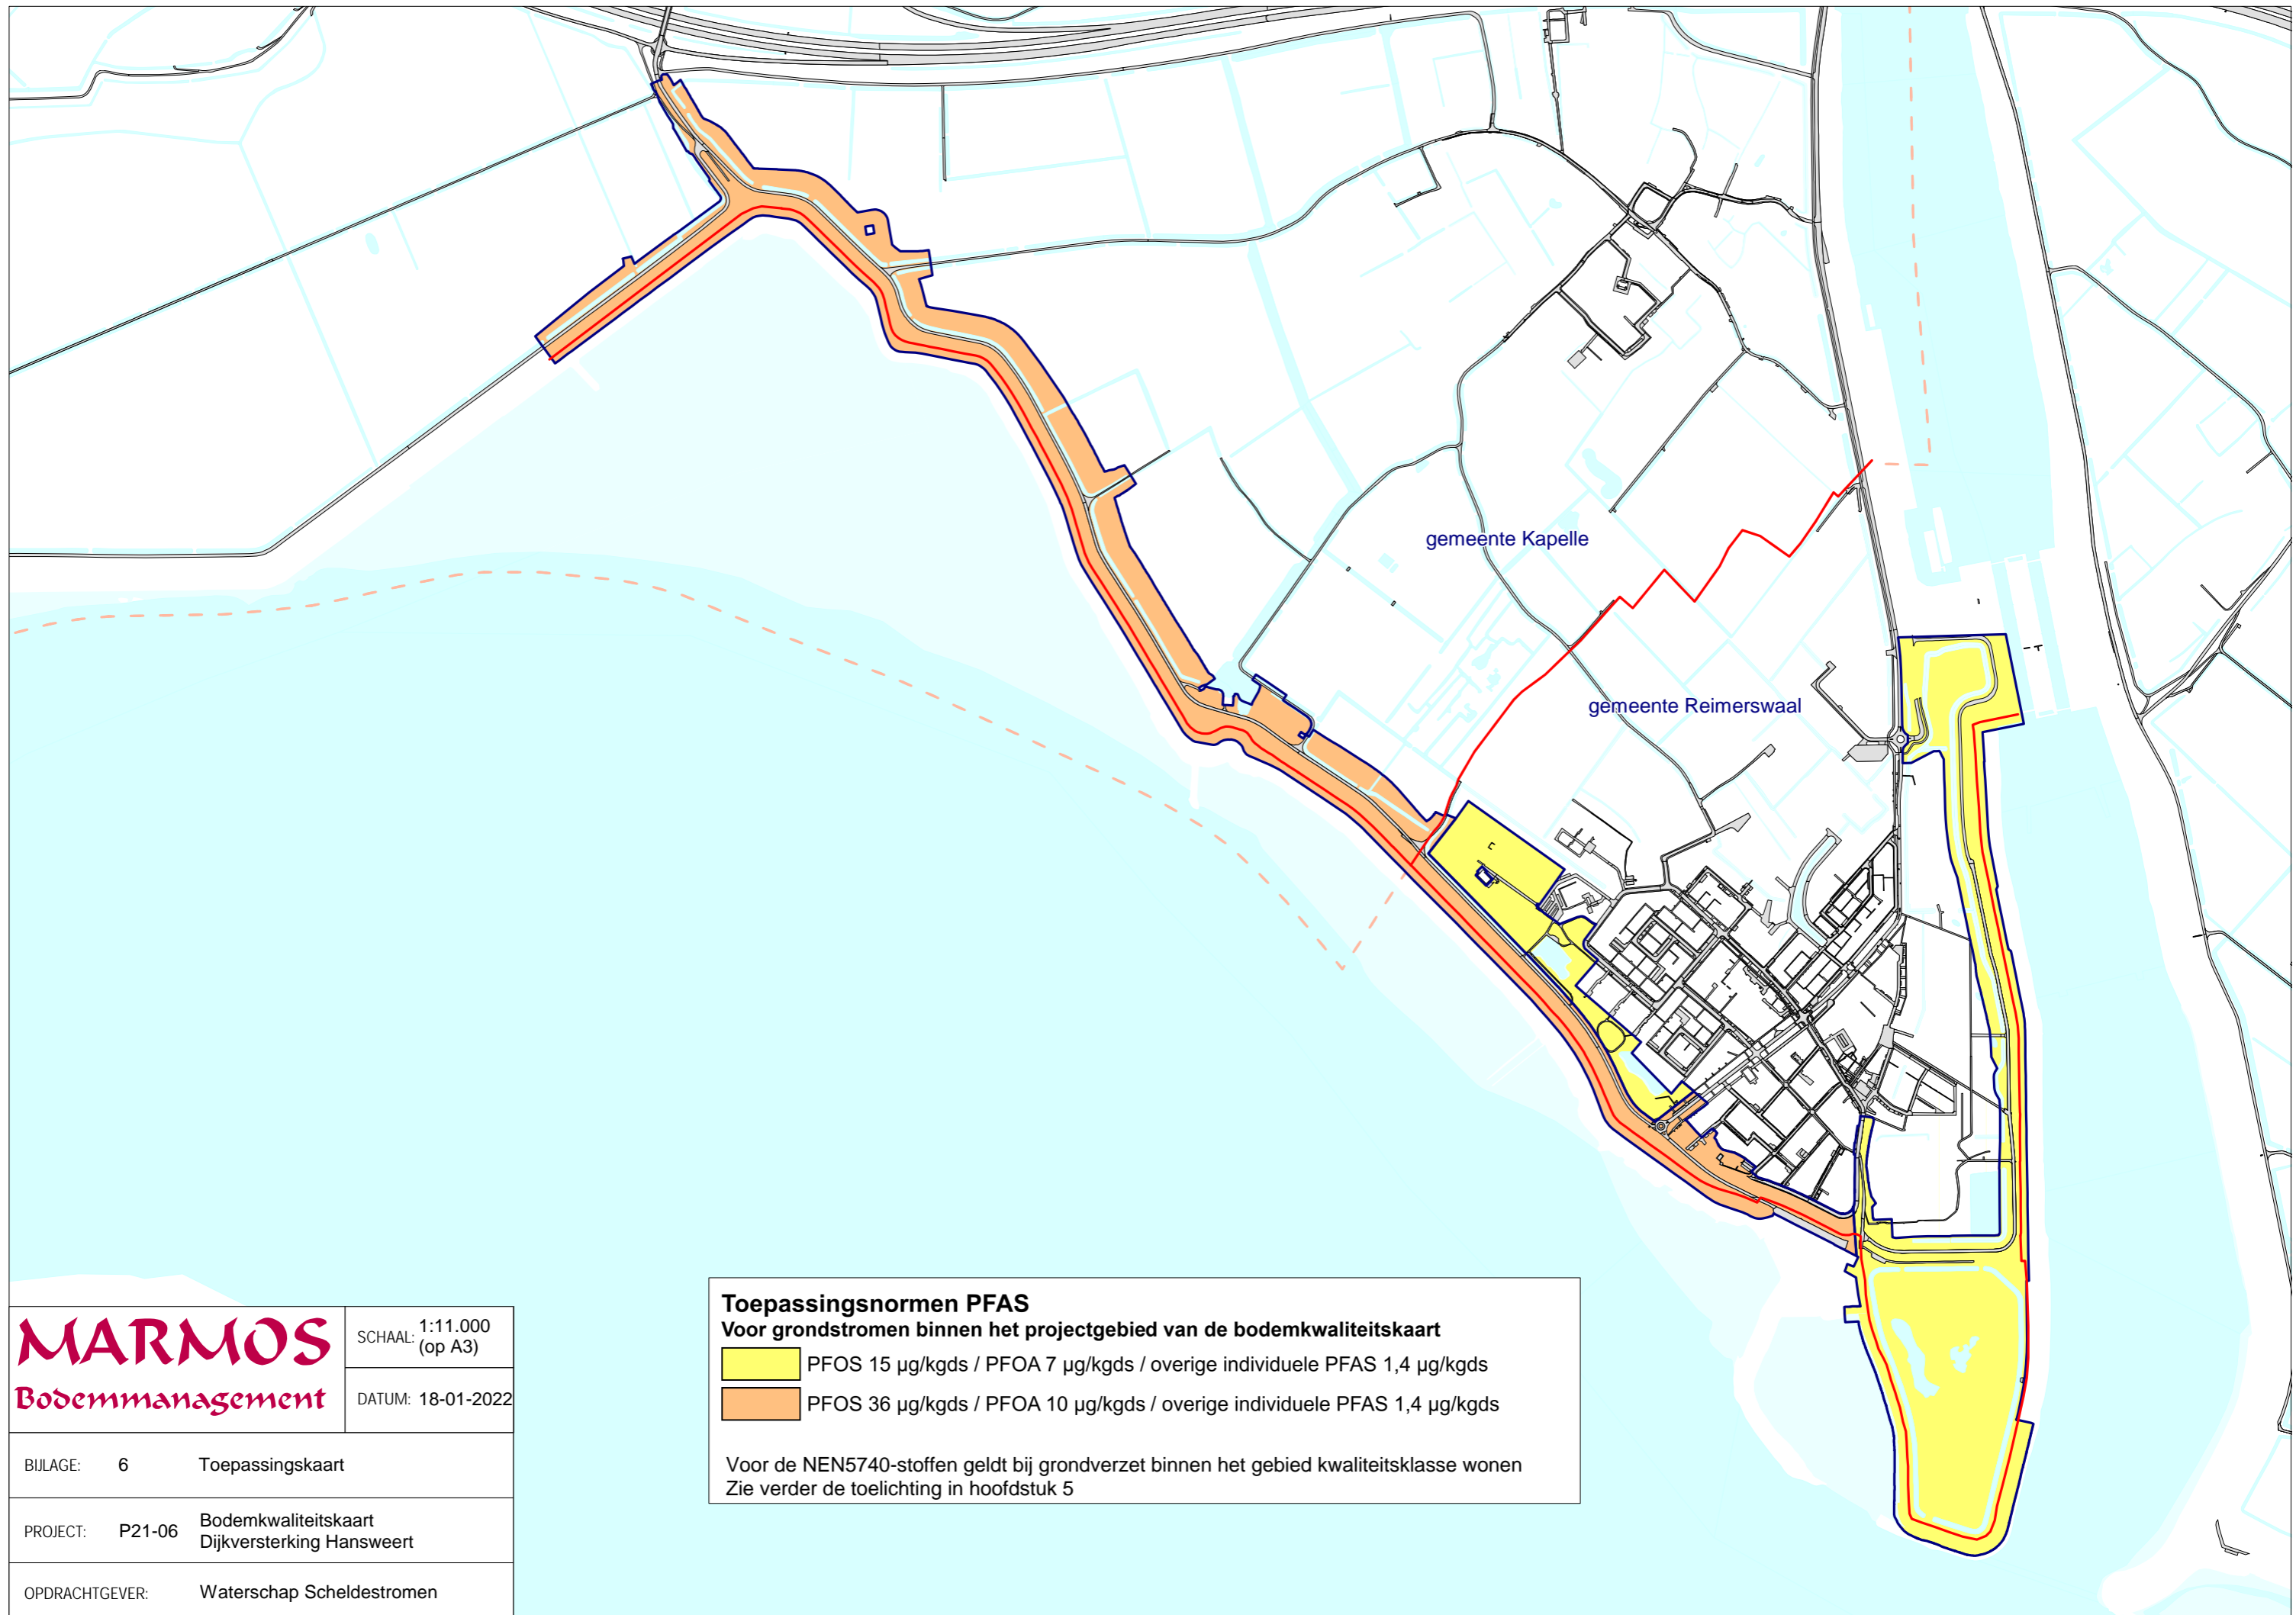 gemeente Kapelle
gemeente Reimerswaal
Toepassingsnormen PFAS
Voor grondstromen binnen het projectgebied van de bodemkwaliteitskaart
PFOS 15 µg/kgds / PFOA 7 µg/kgds / overige individuele PFAS 1,4 µg/kgds
PFOS 36 µg/kgds / PFOA 10 µg/kgds / overige individuele PFAS 1,4 µg/kgds
Voor de NEN5740-stoffen geldt bij grondverzet binnen het gebied kwaliteitsklasse wonen
Zie verder de toelichting in hoofdstuk 5
MARMOS
Bodemmanagement
SCHAAL: 1:11.000
(op A3)
DATUM: 18-01-2022
BIJLAGE: 6 Toepassingskaart
PROJECT: P21-06 Bodemkwaliteitskaart
Dijkversterking Hansweert
OPDRACHTGEVER: Waterschap Scheldestromen